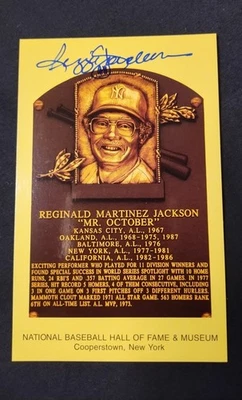 Reggie Jackson
NY
REGINALD MARTINEZ JACKSON
"MR. OCTOBER"
KANSAS CITY, A.L., 1967
OAKLAND, A.L., 1968-1975, 1987
BALTIMORE, A.L., 1976
NEW YORK, A.L., 1977-1981
CALIFORNIA, A.L., 1982-1986
EXCITING PERFORMER WHO PLAYED FOR 11 DIVISION WINNERS AND
FOUND SPECIAL SUCCESS IN WORLD SERIES SPOTLIGHT WITH 10 HOME
RUNS, 24 RBI'S AND .357 BATTING AVERAGE IN 27 GAMES. IN 1977
SERIES, HIT RECORD 5 HOMERS, 4 OF THEM CONSECUTIVE, INCLUDING
3 IN ONE GAME ON 3 FIRST PITCHES OFF 3 DIFFERENT HURLERS.
MAMMOTH CLOUT MARKED 1971 ALL STAR GAME. 563 HOMERS RANK
6TH ON ALL-TIME LIST. A.L. MVP, 1973.
NATIONAL BASEBALL HALL OF FAME & MUSEUM
Cooperstown, New York